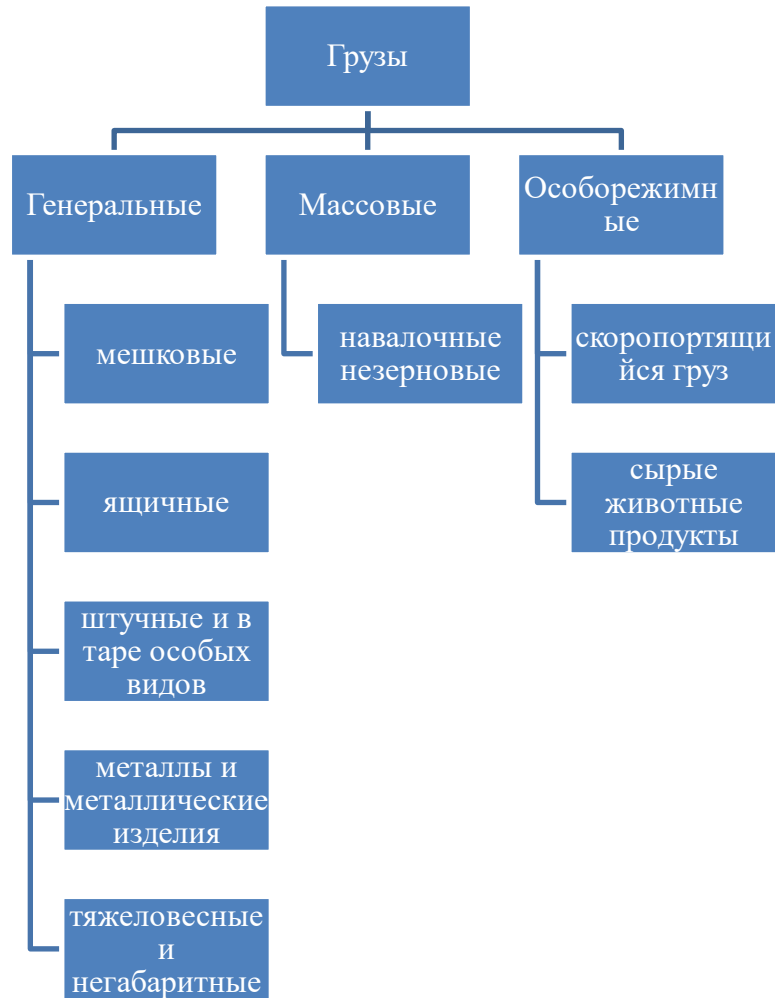 Грузы
Генеральные
Массовые
Особорежимн
ые
мешковые
навалочные
незерновые
скоропортящи
йся груз
ящичные
сырые
животные
продукты
штучные и в
таре особых
видов
металлы и
металлические
изделия
тяжеловесные
и
негабаритные